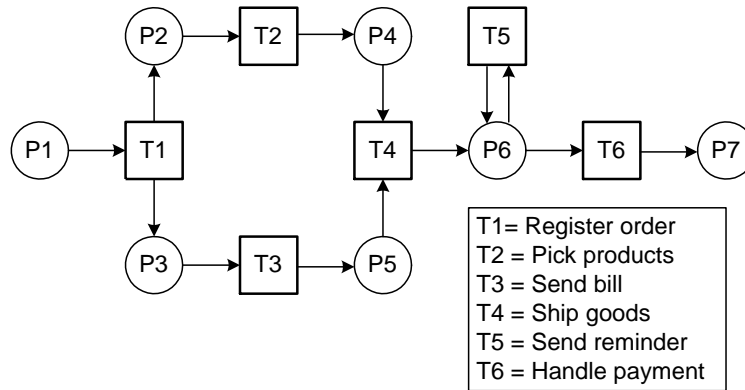 P2
T2
P4
T5
P1
T1
T4
P6
T6
P7
P3
T3
P5
T1= Register order
T2 = Pick products
T3 = Send bill
T4 = Ship goods
T5 = Send reminder
T6 = Handle payment